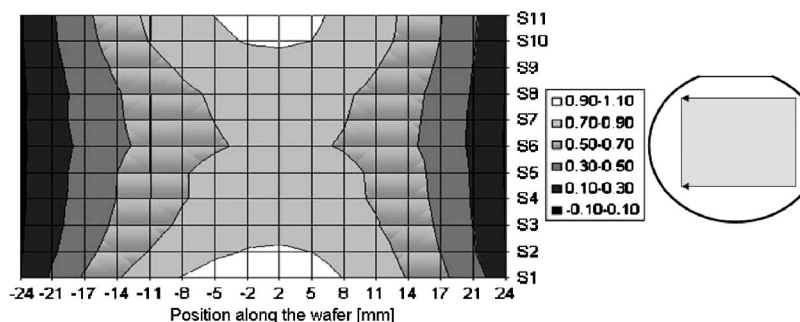 S11
S10
S9
S8
S7
S6
S5
S4
S3
S2
S1
-24 -21 -17 -14 -11 -8 -5 -2 2 5 8 11 14 17 21 24
Position along the wafer [mm]
0.90-1.10
0.70-0.90
0.50-0.70
0.30-0.50
0.10-0.30
-0.10-0.10